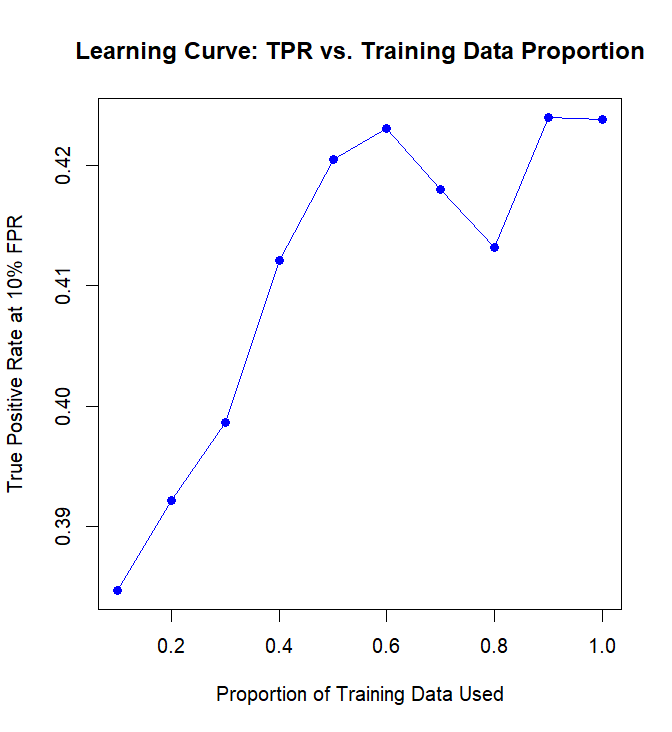 Learning Curve: TPR vs. Training Data Proportion
True Positive Rate at 10% FPR
0.42
0.41
0.40
0.39
0.2 0.4 0.6 0.8 1.0
Proportion of Training Data Used